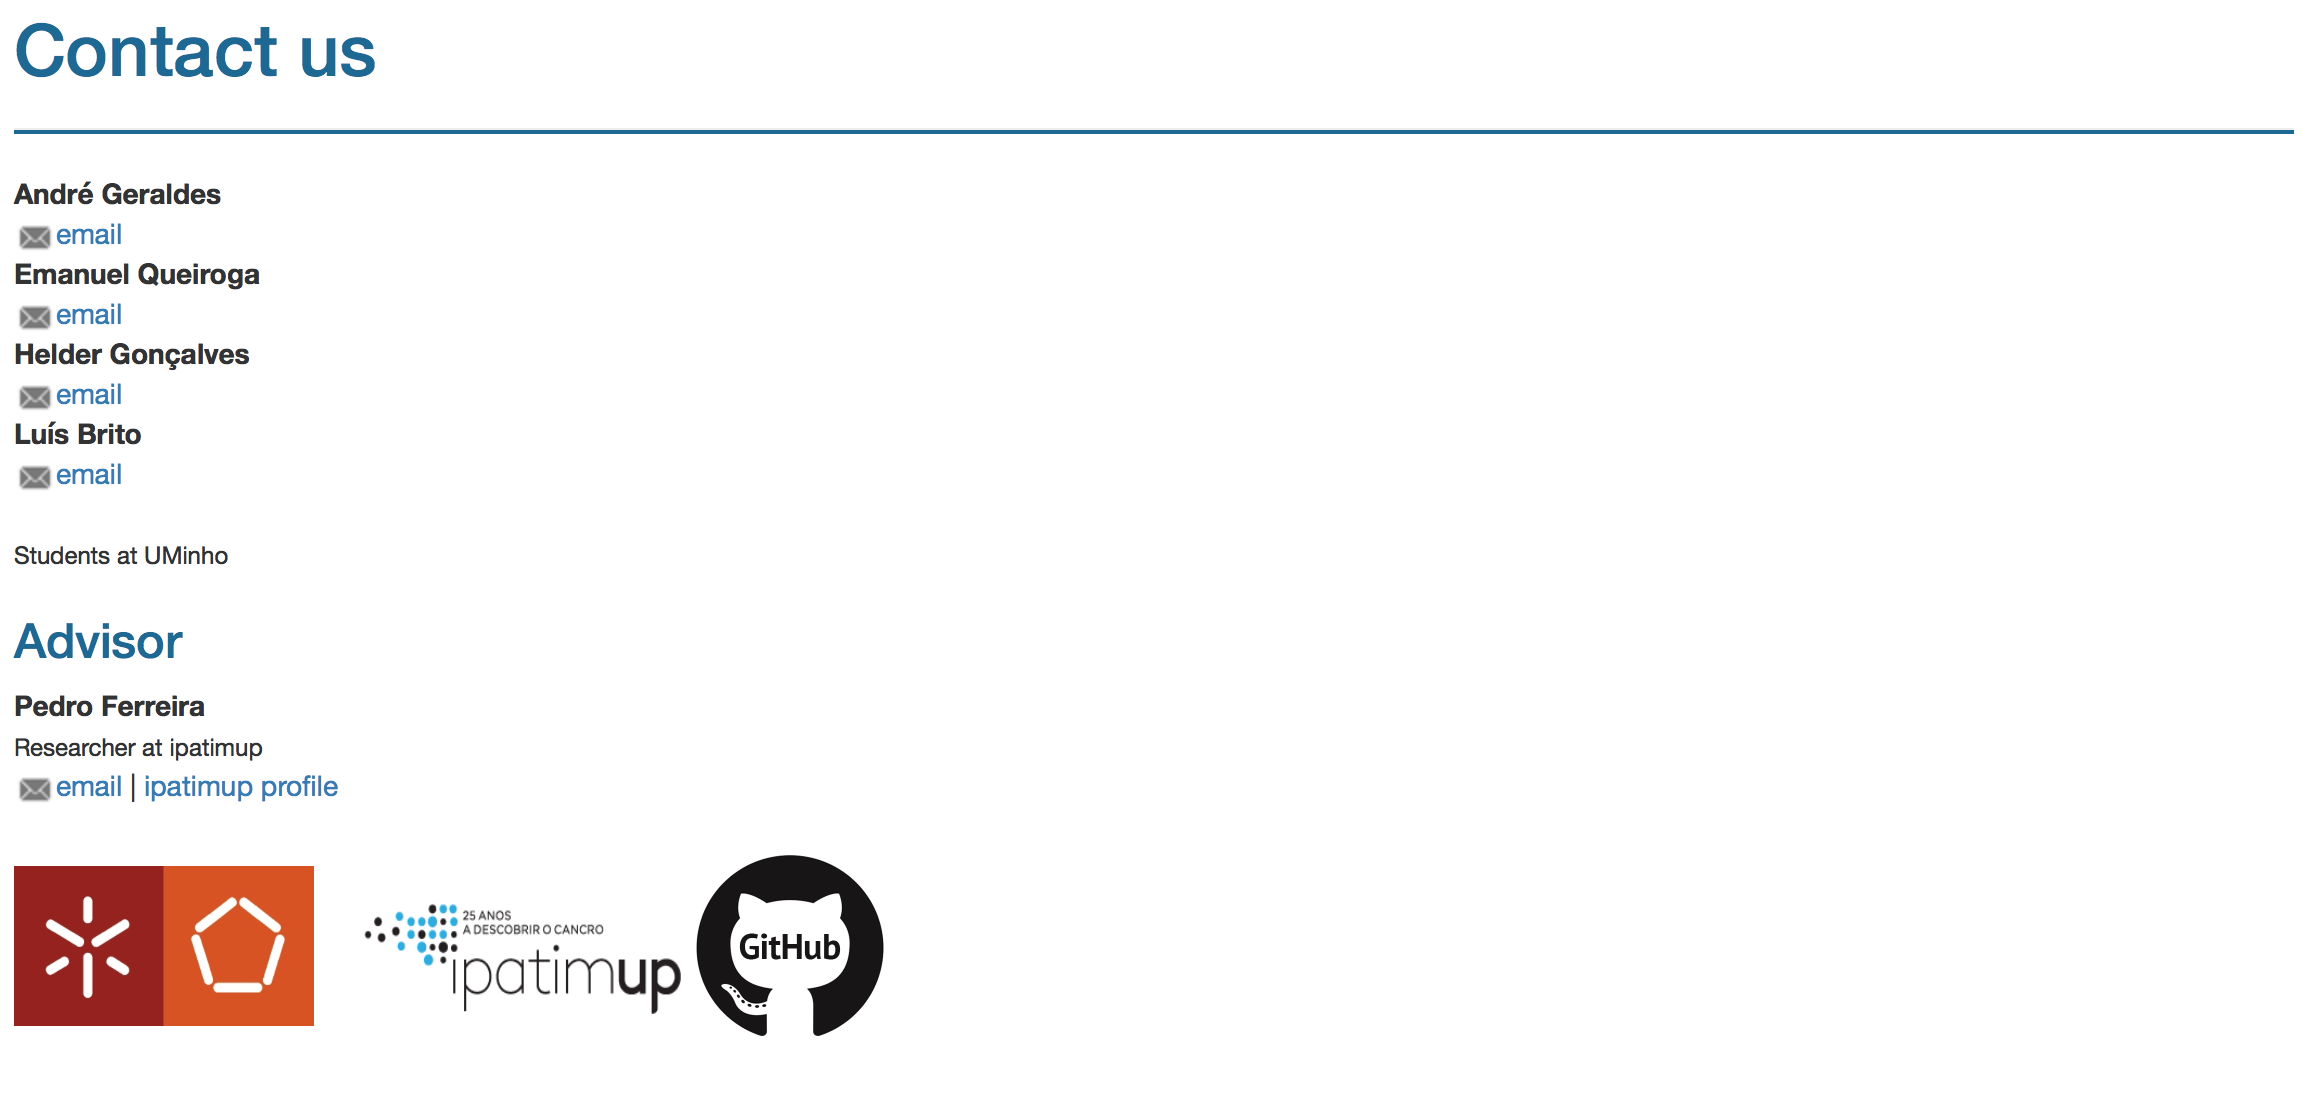 Contact us
André Geraldes
email
Emanuel Queiroga
email
Helder Gonçalves
email
Luís Brito
email
Students at UMinho
Advisor
Pedro Ferreira
Researcher at ipatimup
email | ipatimup profile
25 ANOS
A DESCOBRIR O CANCRO
ipatimup
GitHub